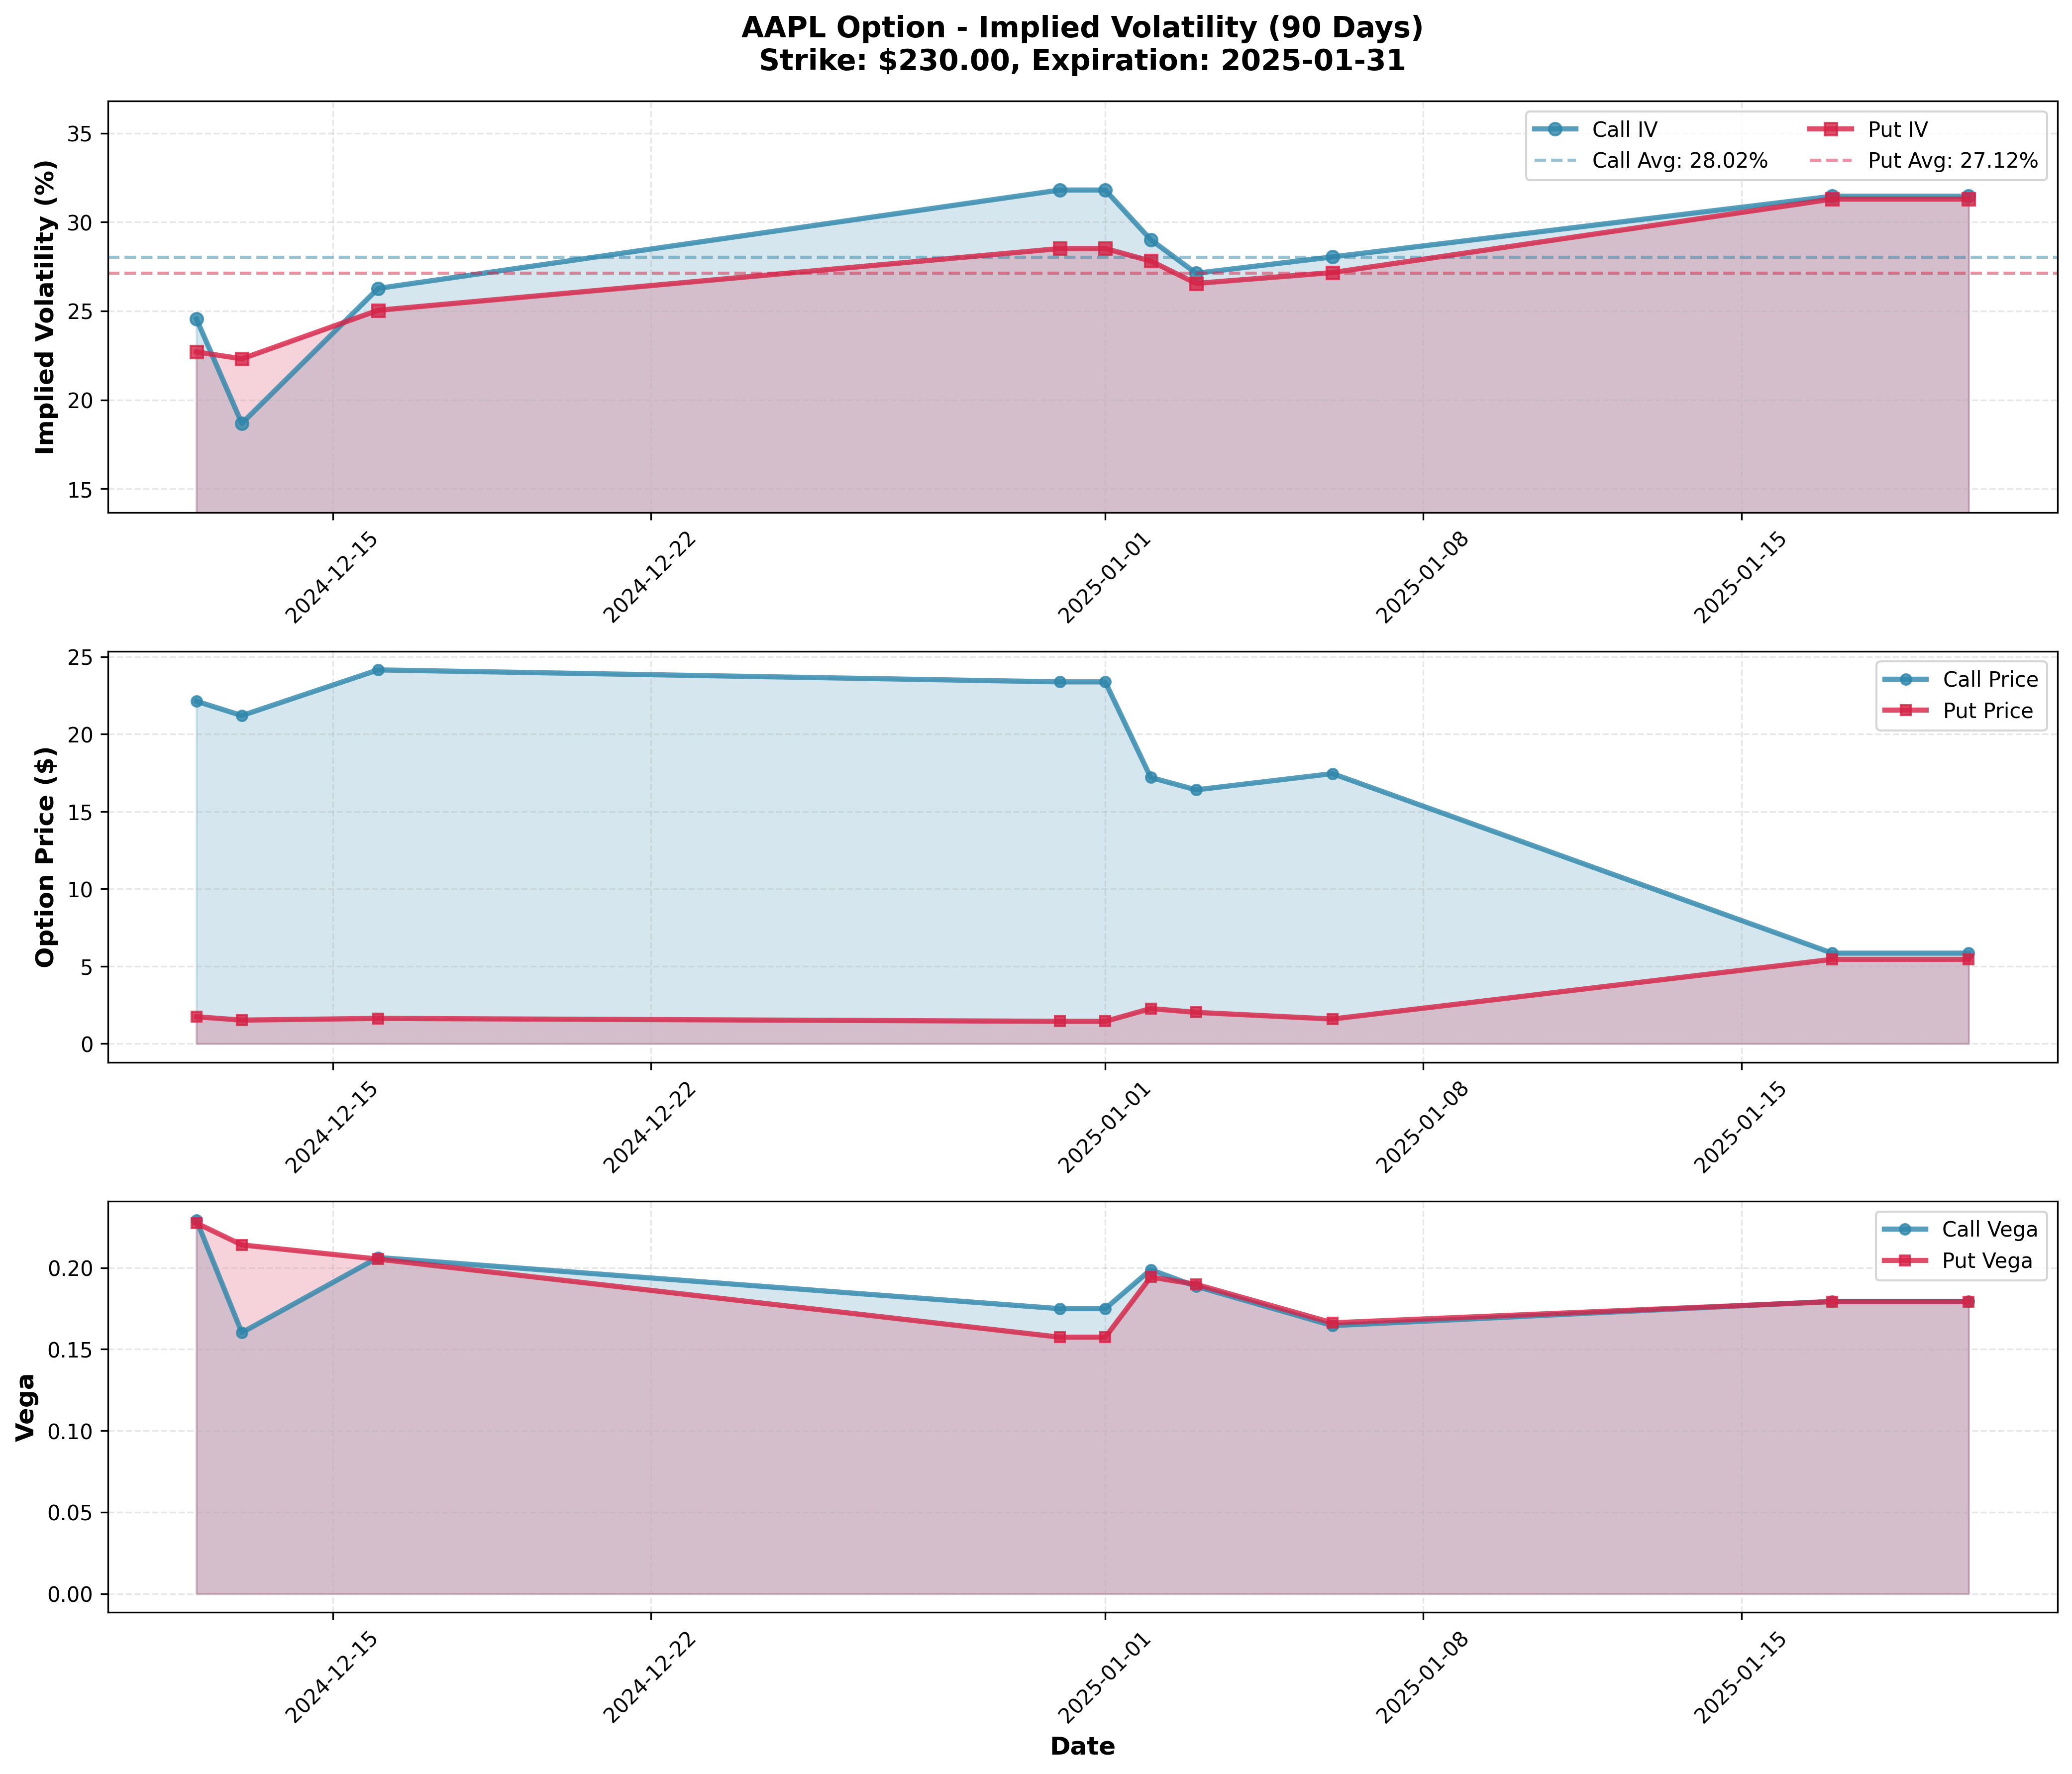 AAPL Option - Implied Volatility (90 Days)
Strike: $230.00, Expiration: 2025-01-31
Implied Volatility (%)
35
30
25
20
15
Call IV
Call Avg: 28.02%
Put IV
Put Avg: 27.12%
2024-12-15
2024-12-22
2025-01-01
2025-01-08
2025-01-15
Option Price ($)
25
20
15
10
5
0
Call Price
Put Price
2024-12-15
2024-12-22
2025-01-01
2025-01-08
2025-01-15
Vega
0.20
0.15
0.10
0.05
0.00
Call Vega
Put Vega
2024-12-15
2024-12-22
2025-01-01
2025-01-08
2025-01-15
Date